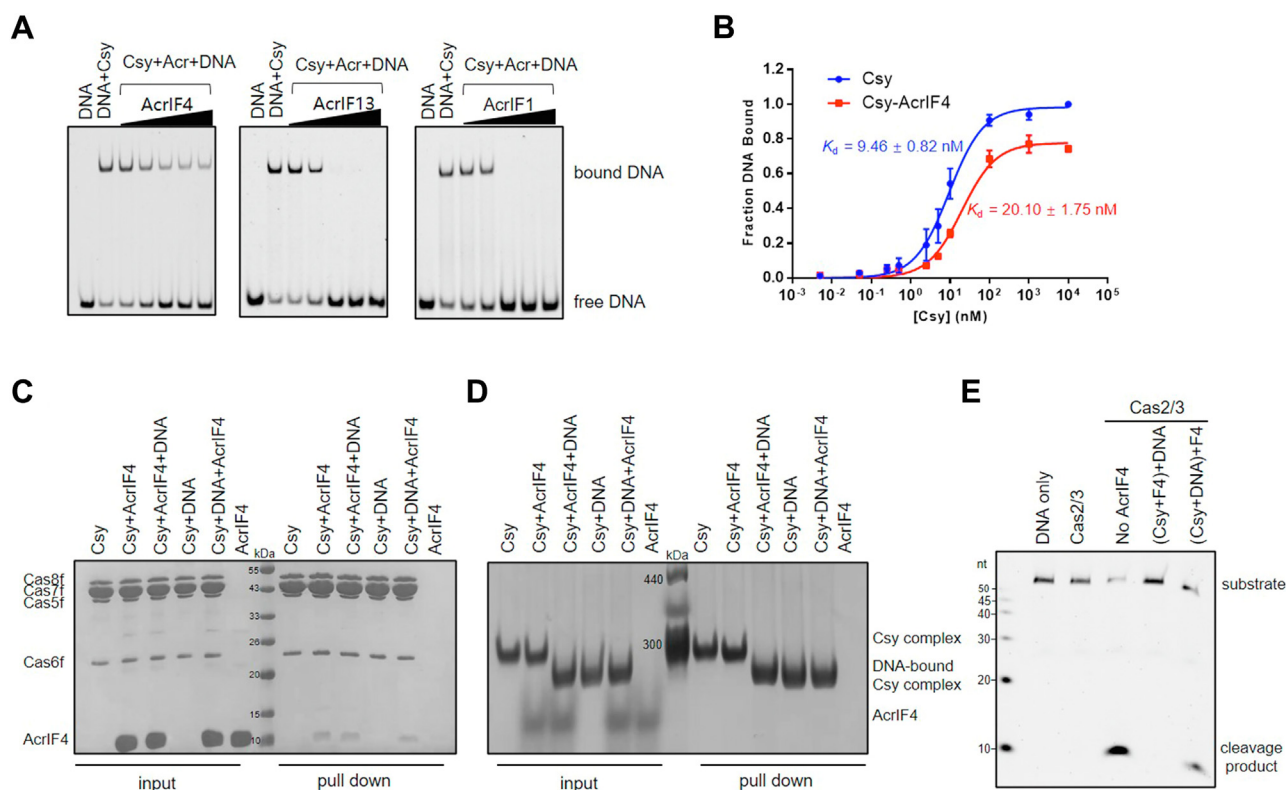 A
DNA
DNA+Csy
Csy+Acr+DNA
AcrIF4
DNA
DNA+Csy
Csy+Acr+DNA
AcrIF13
DNA
DNA+Csy
Csy+Acr+DNA
AcrIF1
bound DNA
free DNA
B
Fraction DNA Bound
1.2
1.0
0.8
0.6
0.4
0.2
0.0
Csy
Csy-AcrIF4
Kd = 9.46 ± 0.82 nM
Kd = 20.10 ± 1.75 nM
10-3 10-2 10-1 100 101 102 103 104 105
[Csy] (nM)
C
Csy
Csy+AcrIF4
Csy+AcrIF4+DNA
Csy+DNA
Csy+DNA+AcrIF4
AcrIF4
kDa
Csy
Csy+AcrIF4
Csy+AcrIF4+DNA
Csy+DNA
Csy+DNA+AcrIF4
AcrIF4
Cas8f
Cas7f
Cas5f
Cas6f
AcrIF4
55
43
33
26
20
15
10
input
pull down
D
Csy
Csy+AcrIF4
Csy+AcrIF4+DNA
Csy+DNA
Csy+DNA+AcrIF4
AcrIF4
kDa
Csy
Csy+AcrIF4
Csy+AcrIF4+DNA
Csy+DNA
Csy+DNA+AcrIF4
AcrIF4
440
300
Csy complex
DNA-bound
Csy complex
AcrIF4
input
pull down
E
Cas2/3
DNA only
Cas2/3
No AcrIF4
(Csy+F4)+DNA
(Csy+DNA)+F4
nt
50
45
40
30
20
10
substrate
cleavage
product